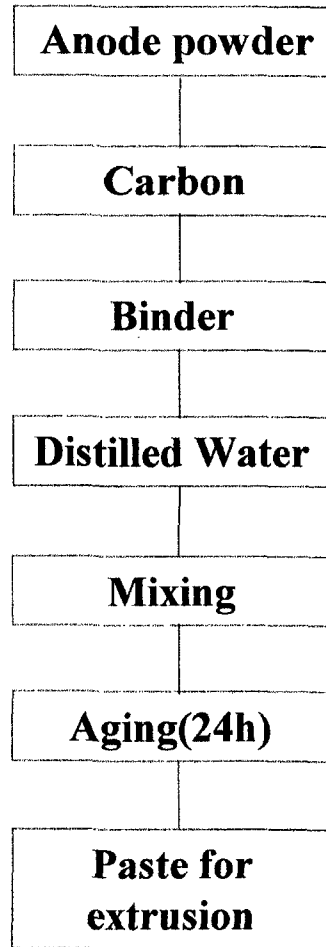 Anode powder
Carbon
Binder
Distilled Water
Mixing
Aging(24h)
Paste for
extrusion